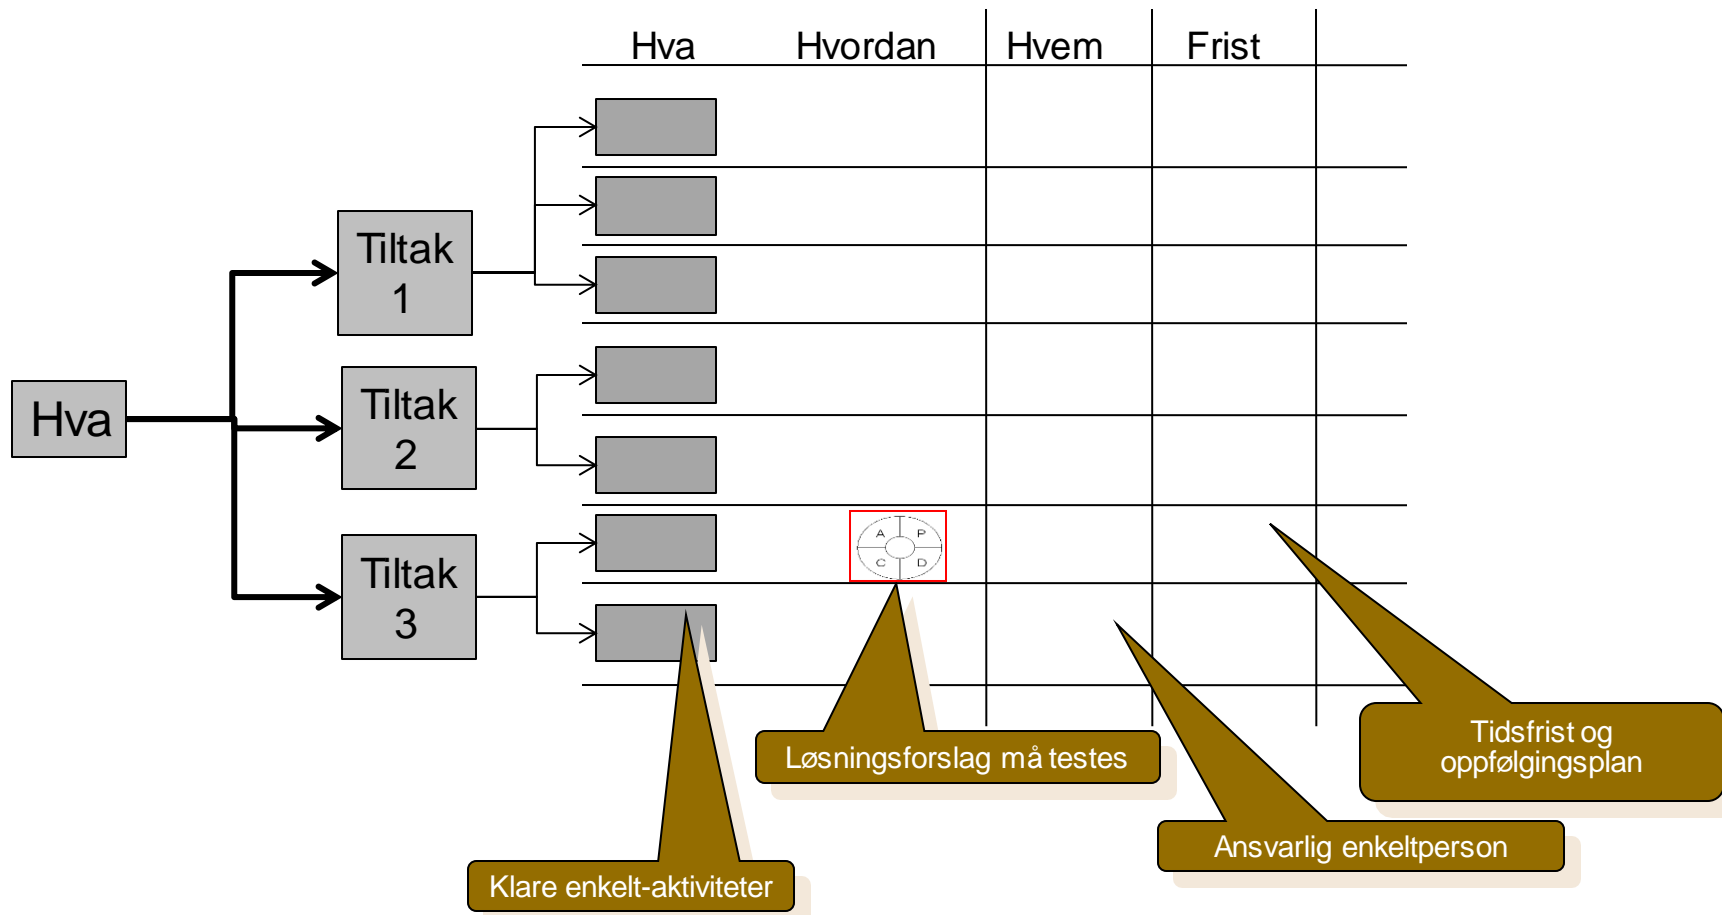 Hva Hvordan Hvem Frist
Tiltak
1
Hva
Tiltak
2
Tiltak
3
A P
C D
Løsningsforslag må testes
Tidsfrist og
oppfølgingsplan
Ansvarlig enkeltperson
Klare enkelt-aktiviteter